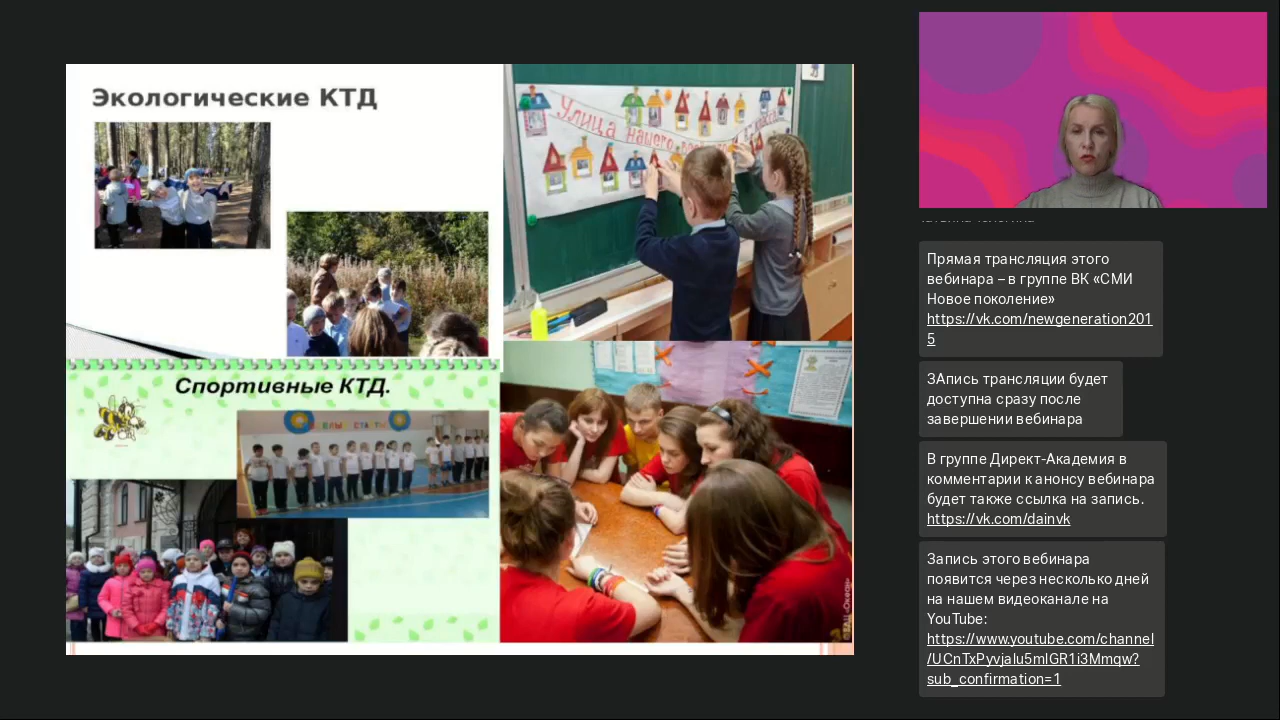 Экологические КТД
Улица нашего
Спортивные КТД.
Прямая трансляция этого
вебинара – в группе ВК «СМИ
Новое поколение»
https://vk.com/newgeneration201
5
ЗАпись трансляции будет
доступна сразу после
завершении вебинара
В группе Директ-Академия в
комментарии к анонсу вебинара
будет также ссылка на запись.
https://vk.com/dainvk
Запись этого вебинара
появится через несколько дней
на нашем видеоканале на
YouTube:
https://www.youtube.com/channel
/UCnTxPyvjalu5mlGR1i3Mmqw?
sub_confirmation=1